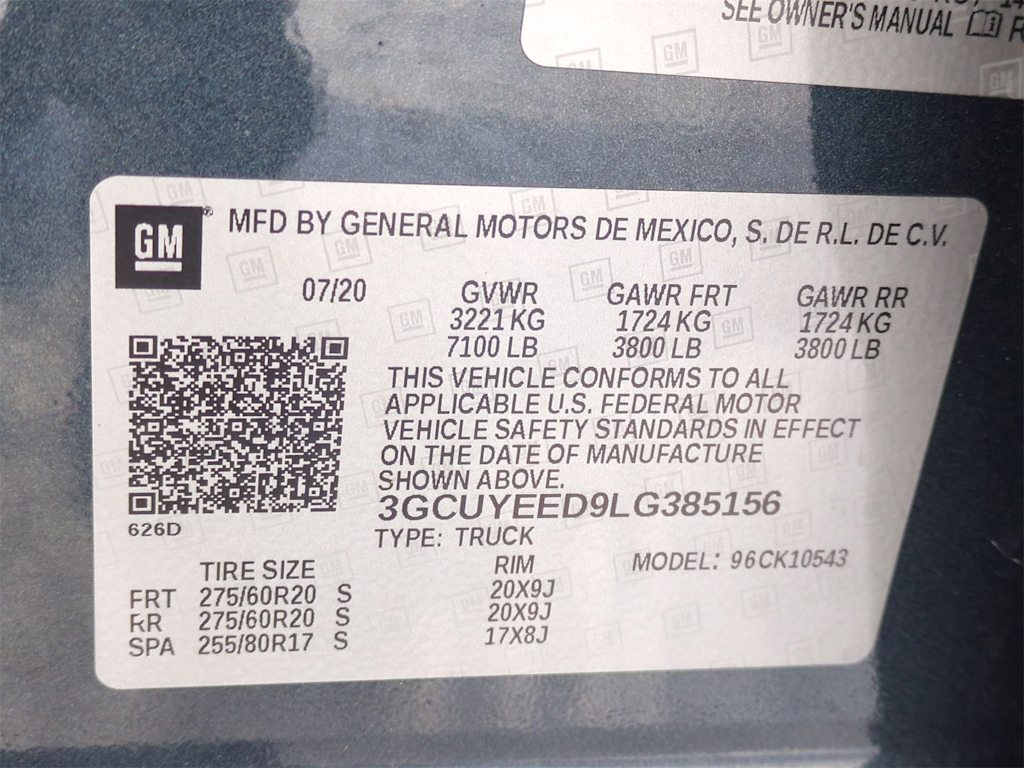 SEE OWNER'S MANUAL
GM ® MFD BY GENERAL MOTORS DE MEXICO, S. DE R.L. DE C.V.
07/20 GVWR GAWR FRT GAWR RR
3221 KG 1724 KG 1724 KG
7100 LB 3800 LB 3800 LB
THIS VEHICLE CONFORMS TO ALL
APPLICABLE U.S. FEDERAL MOTOR
VEHICLE SAFETY STANDARDS IN EFFECT
ON THE DATE OF MANUFACTURE
SHOWN ABOVE.
3GCUYEED9LG385156
626D
TYPE: TRUCK
TIRE SIZE RIM MODEL: 96CK10543
FRT 275/60R20 S 20X9J
RR 275/60R20 S 20X9J
SPA 255/80R17 S 17X8J